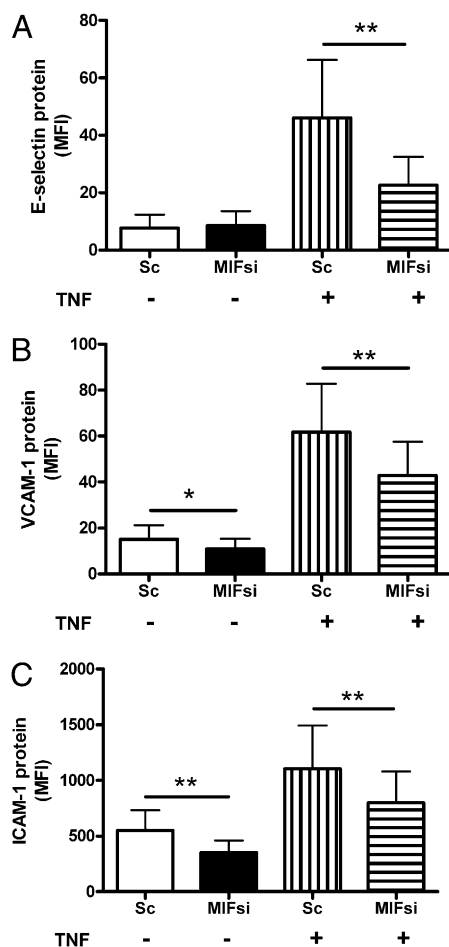 A
E-selectin protein
(MFI)
80
60
40
20
0
**
Sc MIFsi Sc MIFsi
TNF - - + +
B
VCAM-1 protein
(MFI)
100
80
60
40
20
0
**
*
Sc MIFsi Sc MIFsi
TNF - - + +
C
ICAM-1 protein
(MFI)
2000
1500
1000
500
0
**
**
Sc MIFsi Sc MIFsi
TNF - - + +